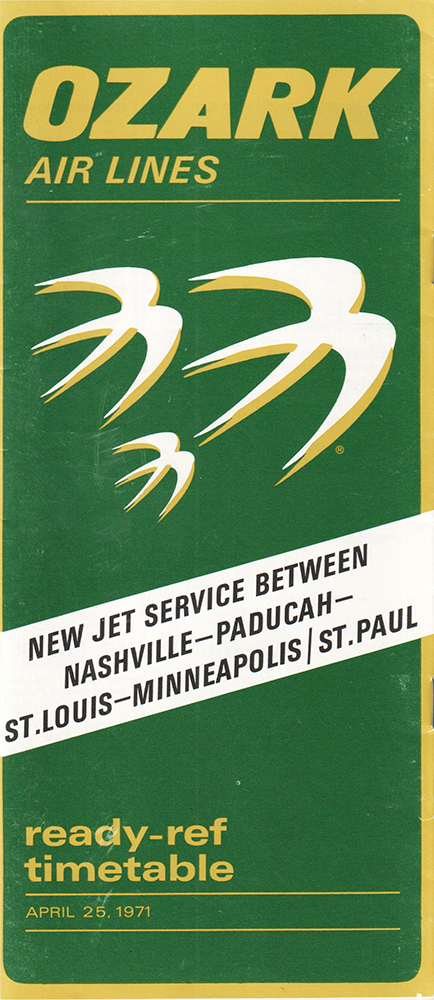 OZARK
AIR LINES
®
NEW JET SERVICE BETWEEN
NASHVILLE–PADUCAH–
ST.LOUIS–MINNEAPOLIS/ST.PAUL
ready-ref
timetable
APRIL 25, 1971